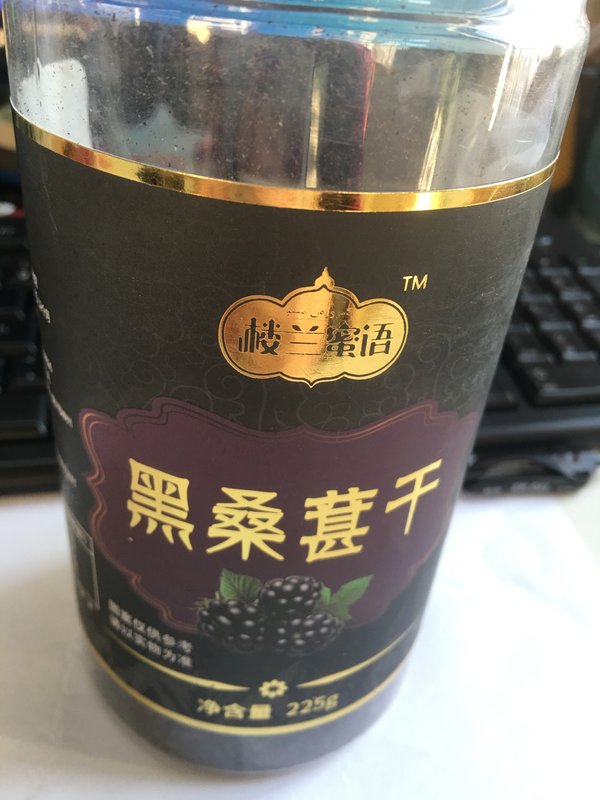 TM
楼兰蜜语
黑桑葚干
图案仅供参考
请以实物为准
净含量 225g